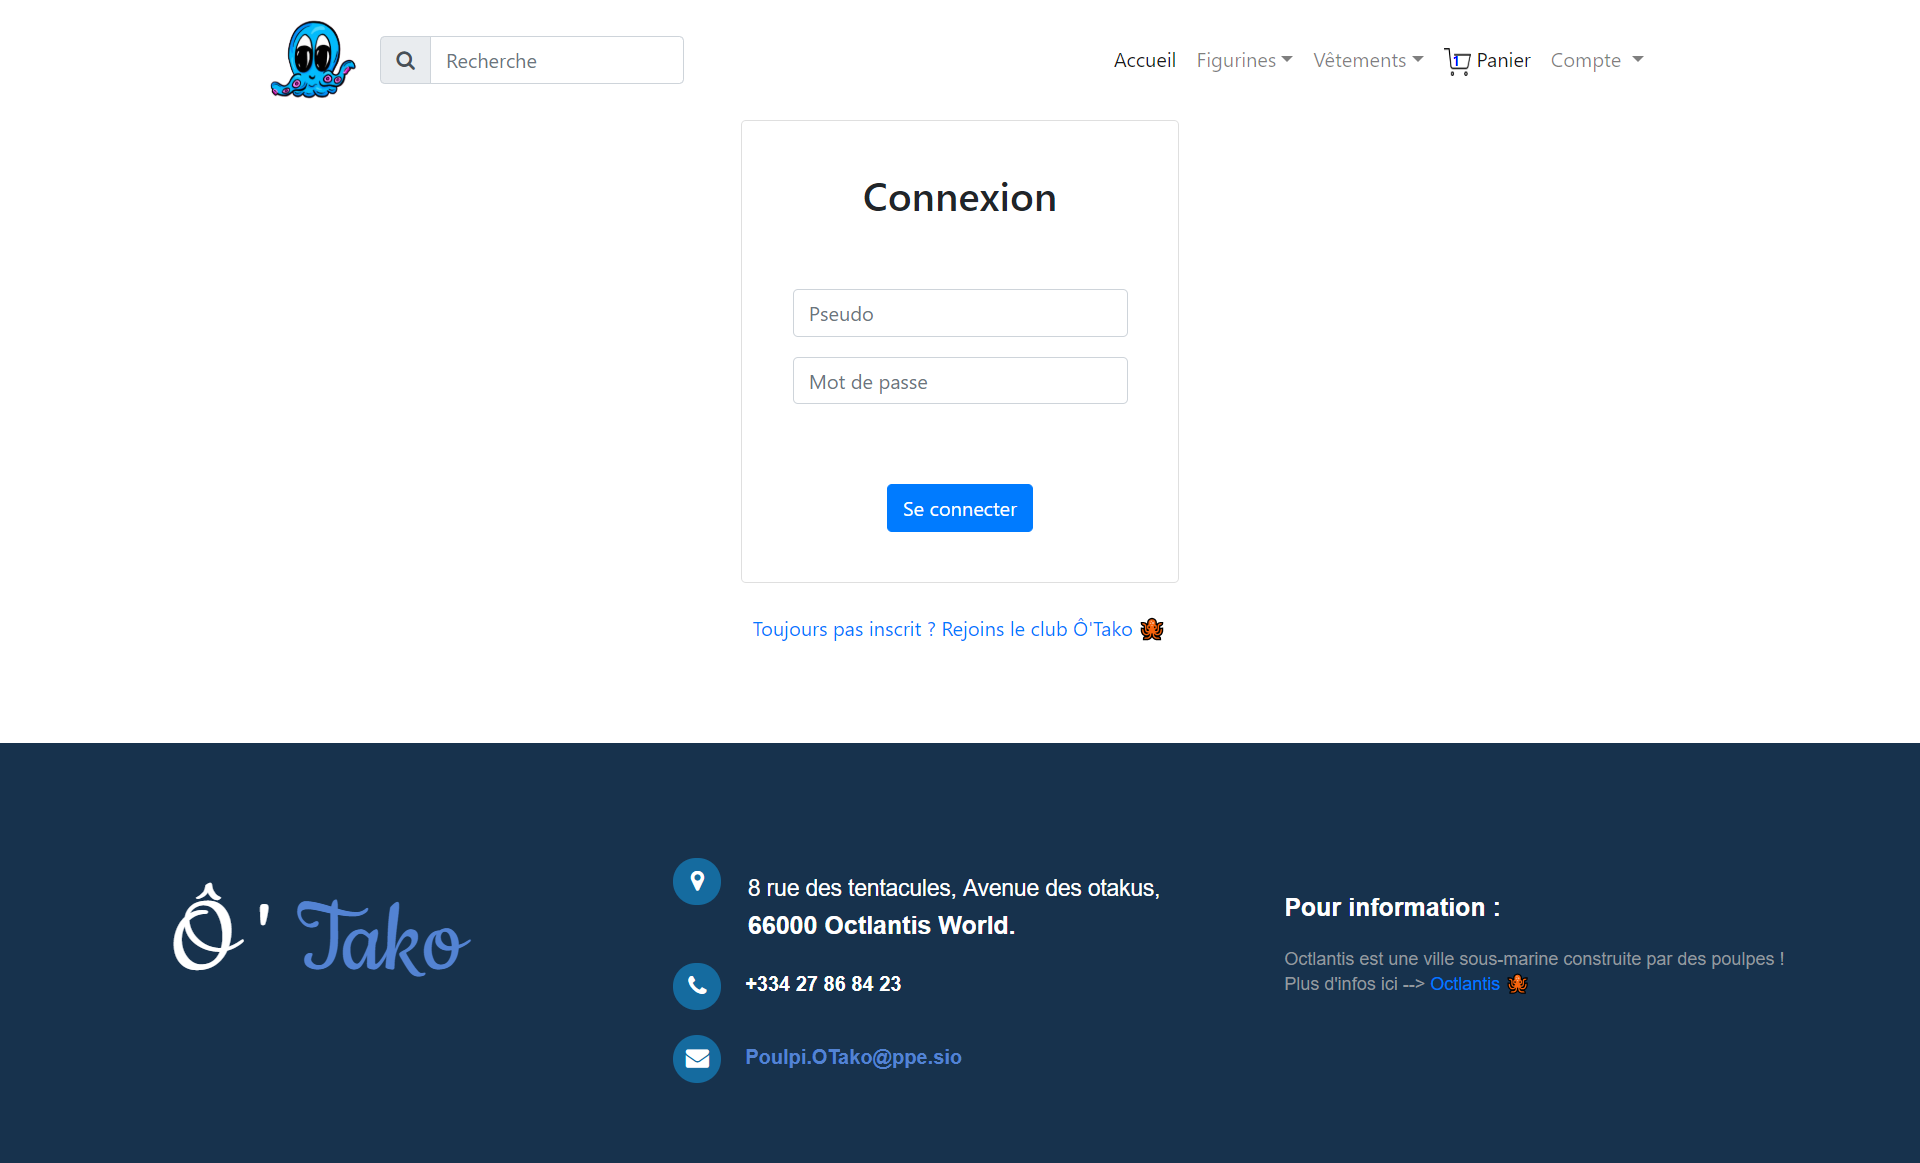 Recherche
Accueil
Figurines
Vêtements
1
Panier
Compte
Connexion
Pseudo
Mot de passe
Se connecter
Toujours pas inscrit ? Rejoins le club Ô'Tako 🐙
Ô ' Tako
8 rue des tentacules, Avenue des otakus,
66000 Octlantis World.
+334 27 86 84 23
Poulpi.OTako@ppe.sio
Pour information :
Octlantis est une ville sous-marine construite par des poulpes !
Plus d'infos ici --> Octlantis 🐙